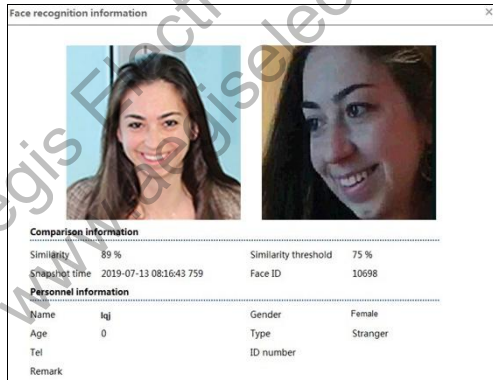 Face recognition information ×
Comparison information
Similarity 89 % Similarity threshold 75 %
Snapshot time 2019-07-13 08:16:43 759 Face ID 10698
Personnel information
Name lqj Gender Female
Age 0 Type Stranger
Tel ID number
Remark